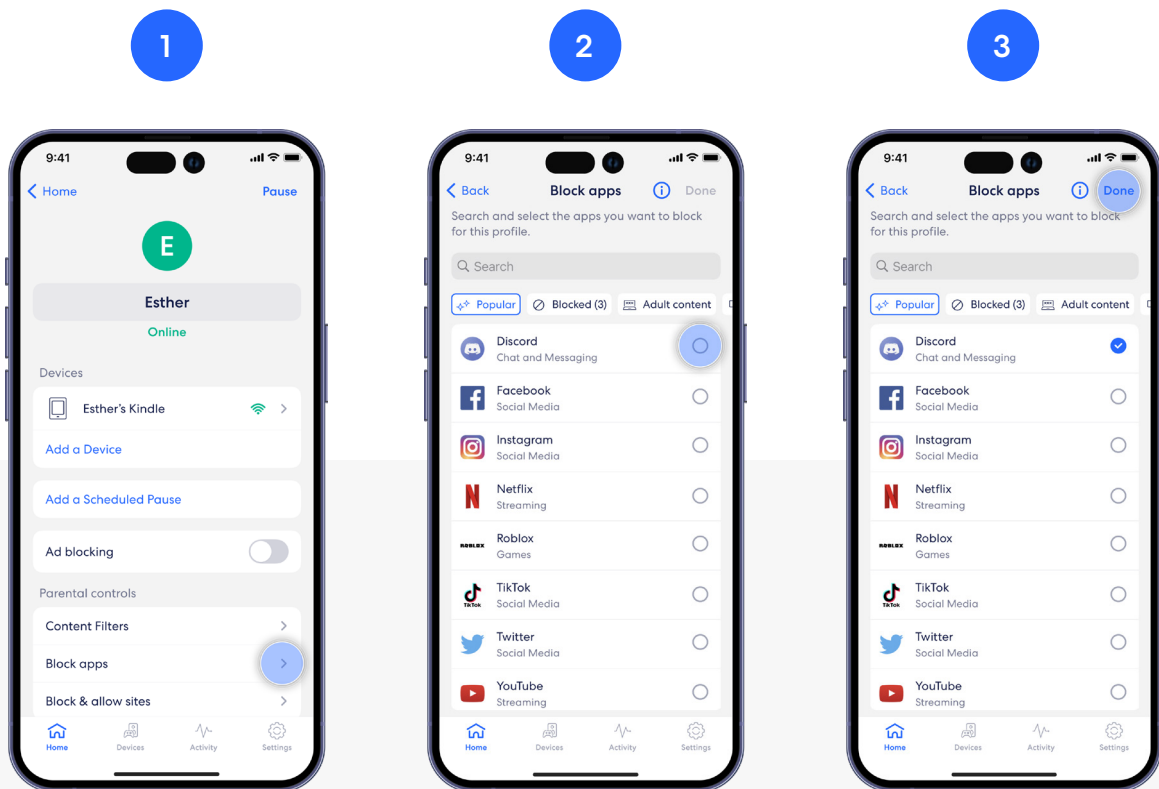 1
9:41
Home
Pause
E
Esther
Online
Devices
Esther's Kindle
Add a Device
Add a Scheduled Pause
Ad blocking
Parental controls
Content Filters
Block apps
Block & allow sites
Home
Devices
Activity
Settings
2
9:41
Back
Block apps
Done
Search and select the apps you want to block
for this profile.
Search
Popular
Blocked (3)
Adult content
Discord
Chat and Messaging
Facebook
Social Media
Instagram
Social Media
Netflix
Streaming
ROBLOX
Roblox
Games
TikTok
TikTok
Social Media
Twitter
Social Media
YouTube
Streaming
Home
Devices
Activity
Settings
3
9:41
Back
Block apps
Done
Search and select the apps you want to block
for this profile.
Search
Popular
Blocked (3)
Adult content
Discord
Chat and Messaging
Facebook
Social Media
Instagram
Social Media
Netflix
Streaming
ROBLOX
Roblox
Games
TikTok
TikTok
Social Media
Twitter
Social Media
YouTube
Streaming
Home
Devices
Activity
Settings